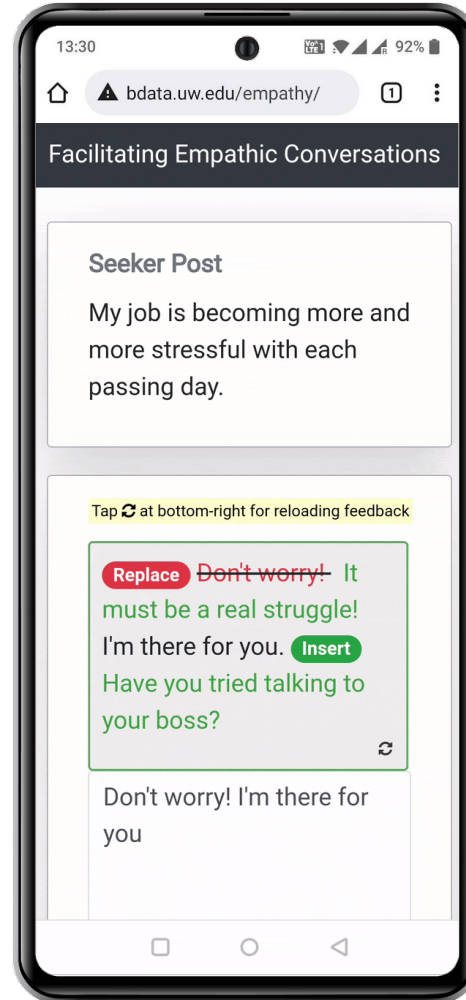 13:30
VoI) LTE1 R 92%
bdata.uw.edu/empathy/ 1
Facilitating Empathic Conversations
Seeker Post
My job is becoming more and
more stressful with each
passing day.
Tap at bottom-right for reloading feedback
Replace Don't worry! It
must be a real struggle!
I'm there for you. Insert
Have you tried talking to
your boss?
Don't worry! I'm there for
you